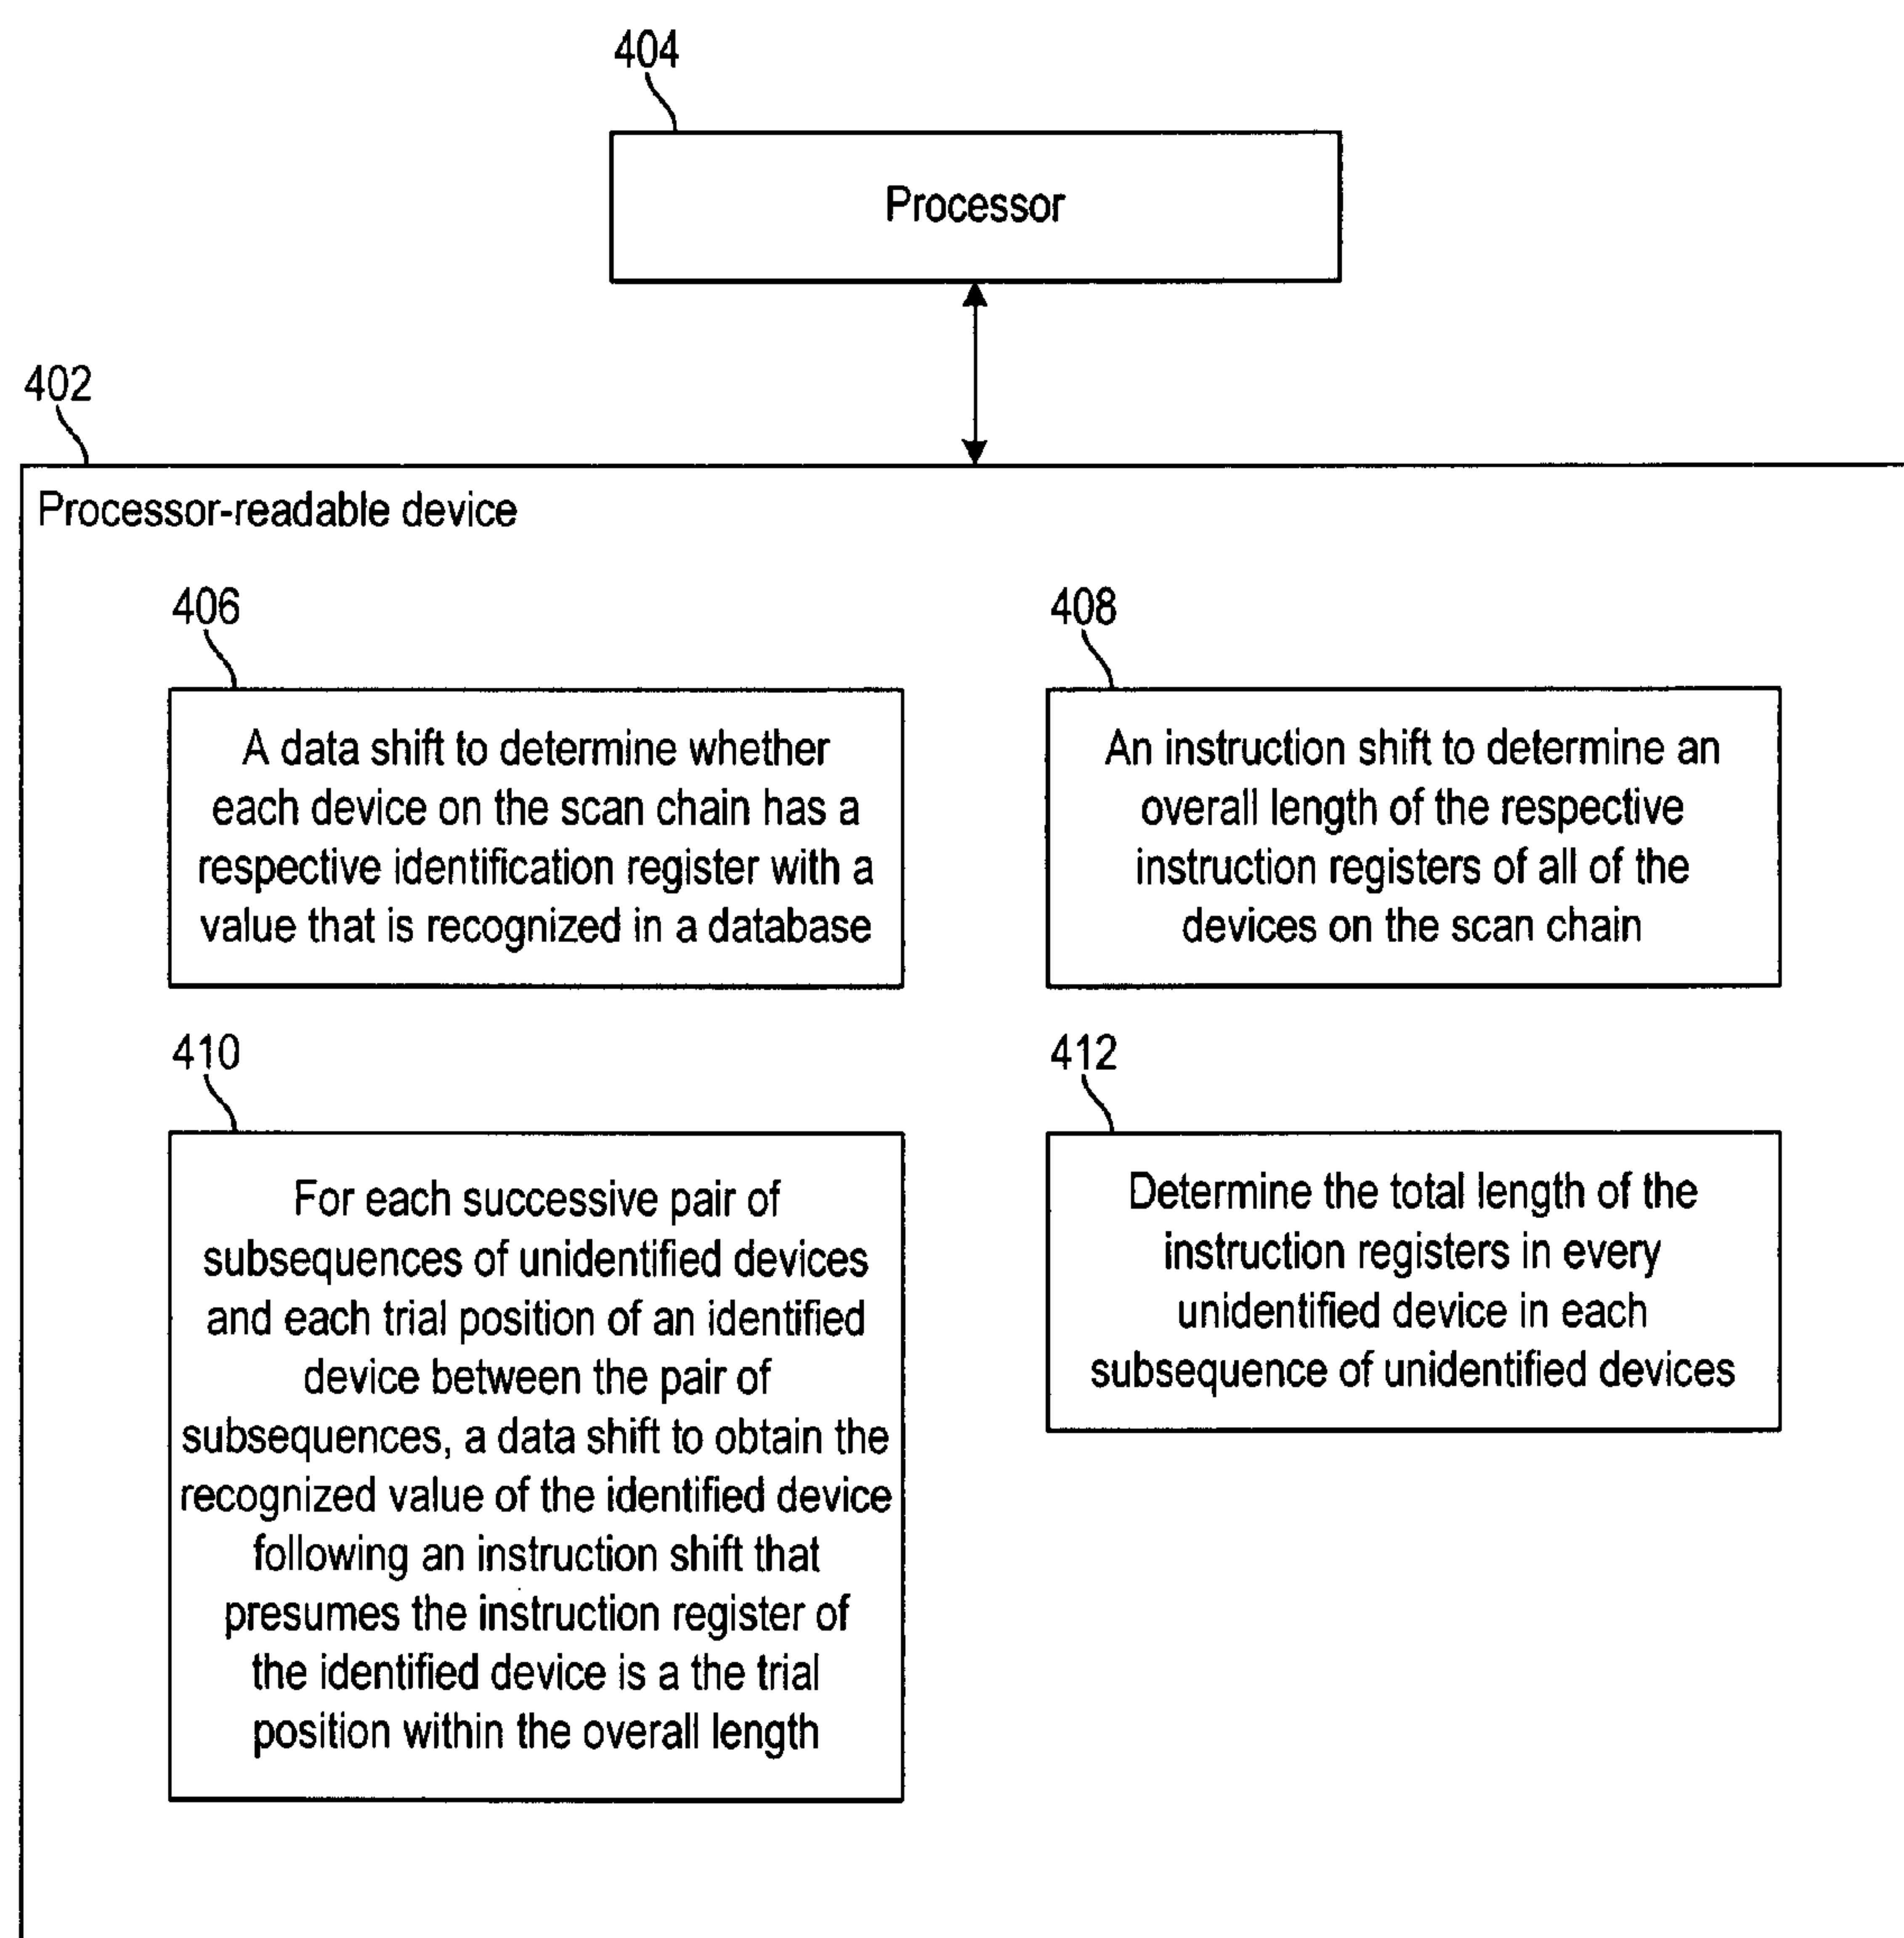 404
Processor
402
Processor-readable device
406
A data shift to determine whether
each device on the scan chain has a
respective identification register with a
value that is recognized in a database
408
An instruction shift to determine an
overall length of the respective
instruction registers of all of the
devices on the scan chain
410
For each successive pair of
subsequences of unidentified devices
and each trial position of an identified
device between the pair of
subsequences, a data shift to obtain the
recognized value of the identified device
following an instruction shift that
presumes the instruction register of
the identified device is a the trial
position within the overall length
412
Determine the total length of the
instruction registers in every
unidentified device in each
subsequence of unidentified devices